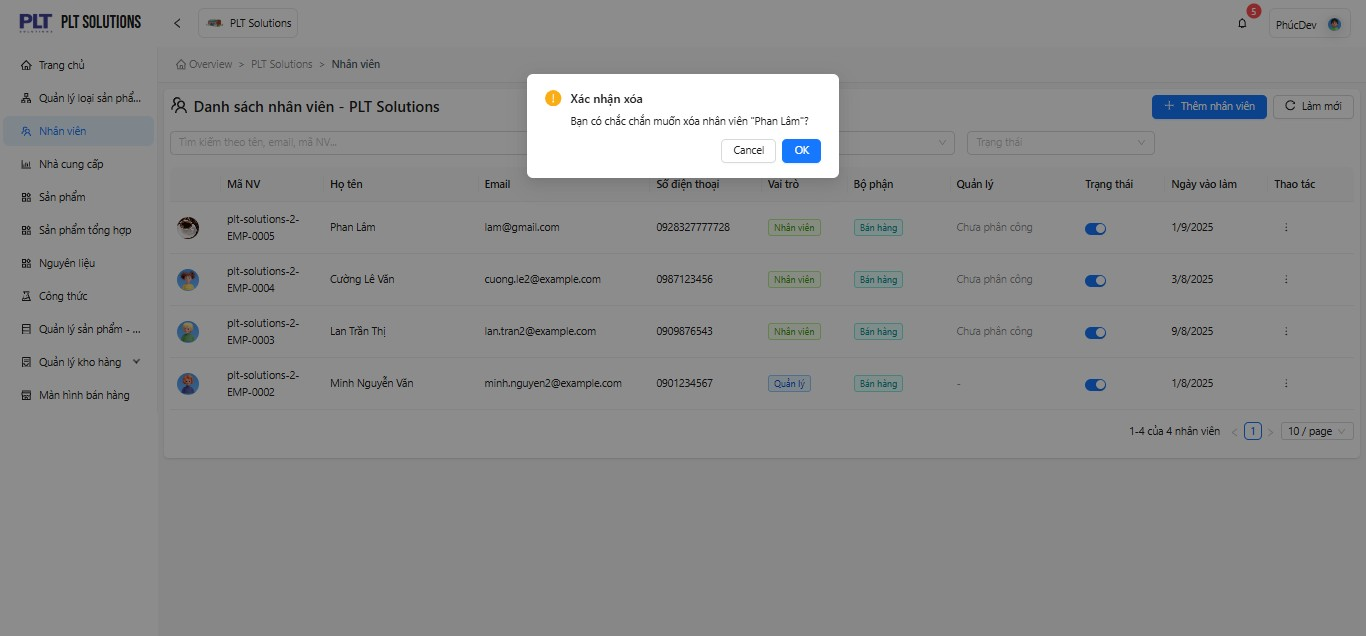 PLT SOLUTIONS PLT SOLUTIONS
PLT Solutions
5
PhúcDev
Trang chủ
Quản lý loại sản phẩ...
Nhân viên
Nhà cung cấp
Sản phẩm
Sản phẩm tổng hợp
Nguyên liệu
Công thức
Quản lý sản phẩm - ...
Quản lý kho hàng
Màn hình bán hàng
Overview > PLT Solutions > Nhân viên
Danh sách nhân viên - PLT Solutions
Thêm nhân viên
Làm mới
Tìm kiếm theo tên, email, mã NV...
Trạng thái
Xác nhận xóa
Bạn có chắc chắn muốn xóa nhân viên "Phan Lâm"?
Cancel OK
Mã NV Họ tên Email Số điện thoại Vai trò Bộ phận Quản lý Trạng thái Ngày vào làm Thao tác
plt-solutions-2-
EMP-0005 Phan Lâm lam@gmail.com 0928327777728 Nhân viên Bán hàng Chưa phân công 1/9/2025
plt-solutions-2-
EMP-0004 Cường Lê Văn cuong.le2@example.com 0987123456 Nhân viên Bán hàng Chưa phân công 3/8/2025
plt-solutions-2-
EMP-0003 Lan Trần Thị lan.tran2@example.com 0909876543 Nhân viên Bán hàng Chưa phân công 9/8/2025
plt-solutions-2-
EMP-0002 Minh Nguyễn Văn minh.nguyen2@example.com 0901234567 Quản lý Bán hàng - 1/8/2025
1-4 của 4 nhân viên < 1 > 10 / page